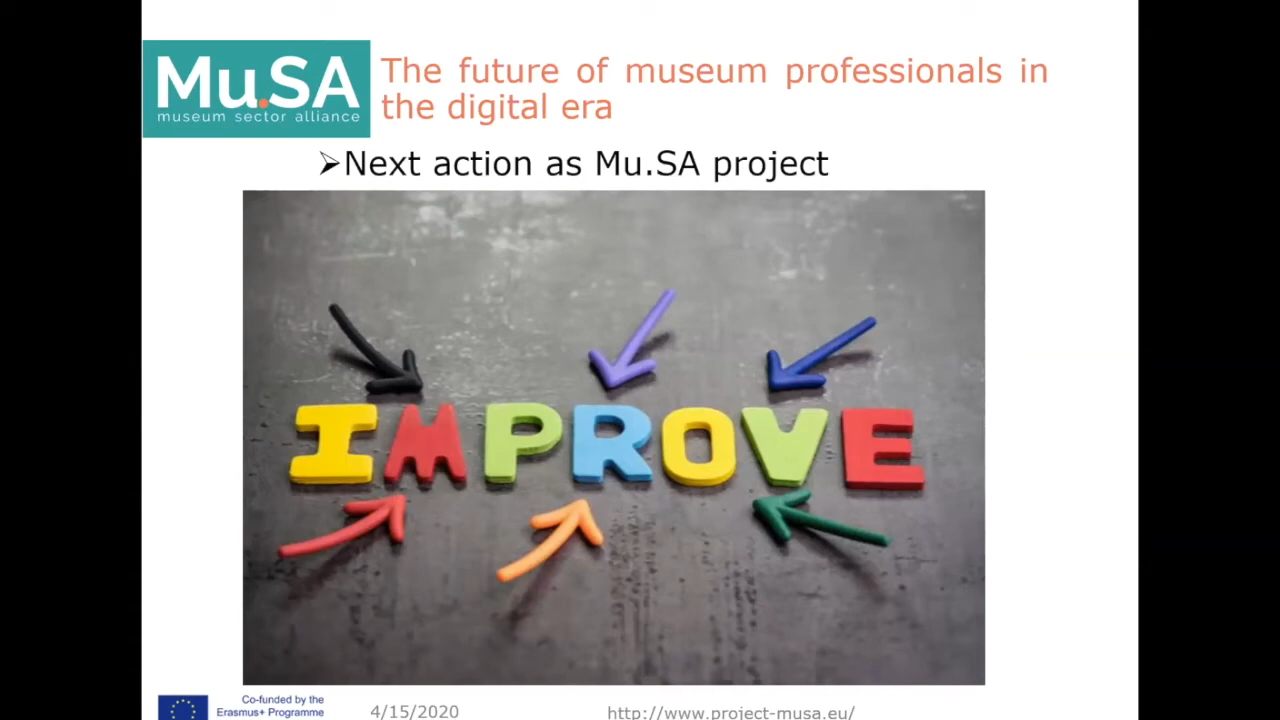 Mu.SA
museum sector alliance
The future of museum professionals in
the digital era
➢Next action as Mu.SA project
IMPROVE
Co-funded by the
Erasmus+ Programme
4/15/2020
http://www.project-musa.eu/